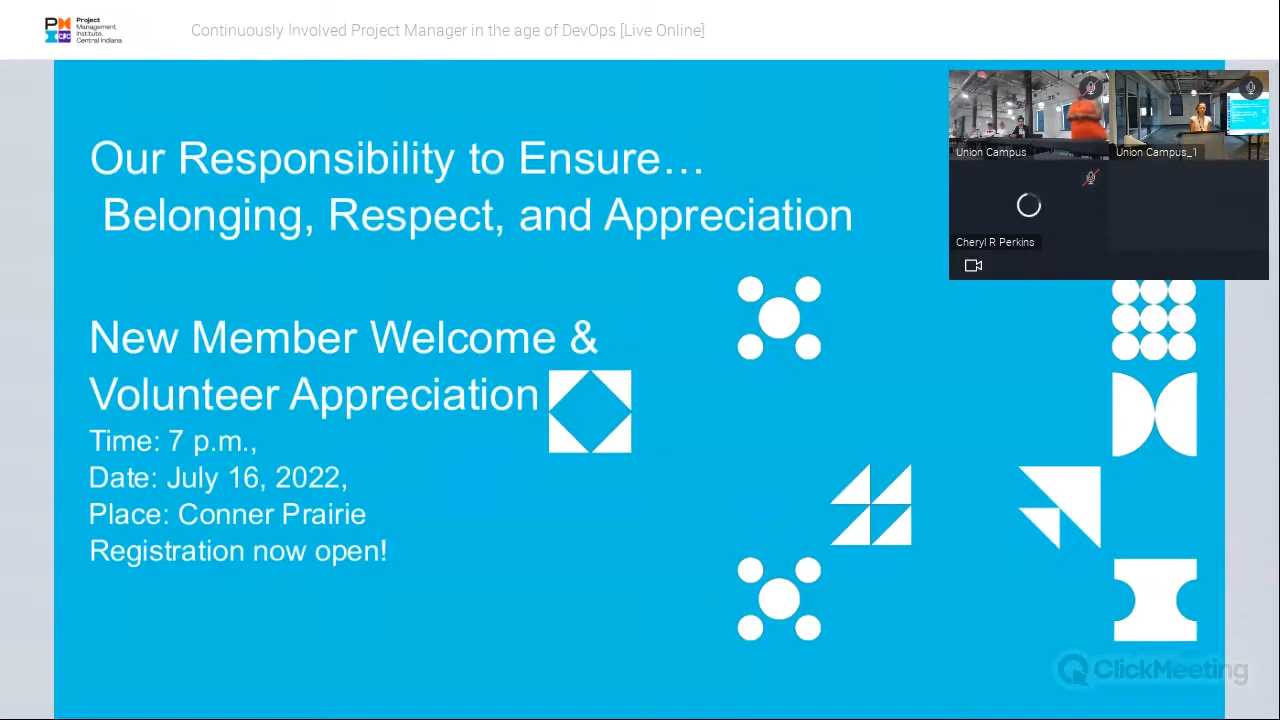 Project
Management
Institute.
Central Indiana.
Continuously Involved Project Manager in the age of DevOps [Live Online]
Our Responsibility to Ensure…
Belonging, Respect, and Appreciation
New Member Welcome &
Volunteer Appreciation
Time: 7 p.m.,
Date: July 16, 2022,
Place: Conner Prairie
Registration now open!
Union Campus
Union Campus_1
Cheryl R Perkins
ClickMeeting